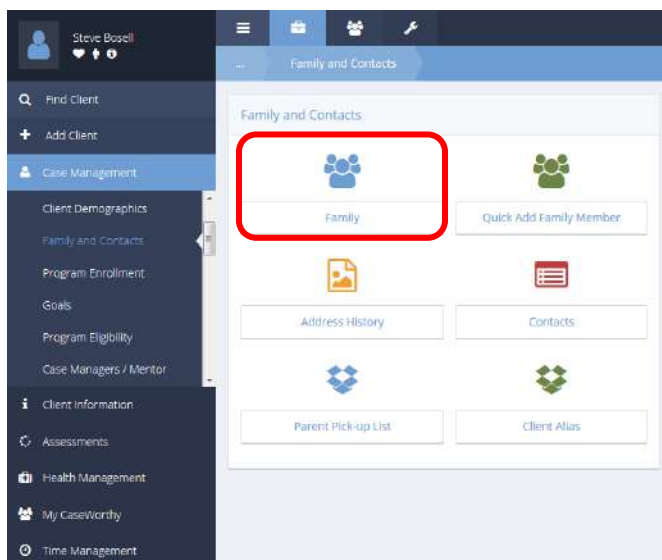 Steve Bosell
... Family and Contacts
Find Client
Add Client
Case Management
Client Demographics
Family and Contacts
Program Enrollment
Goals
Program Eligibility
Case Managers / Mentor
Client Information
Assessments
Health Management
My CaseWorthy
Time Management
Family and Contacts
Family
Quick Add Family Member
Address History
Contacts
Parent Pick-up List
Client Alias